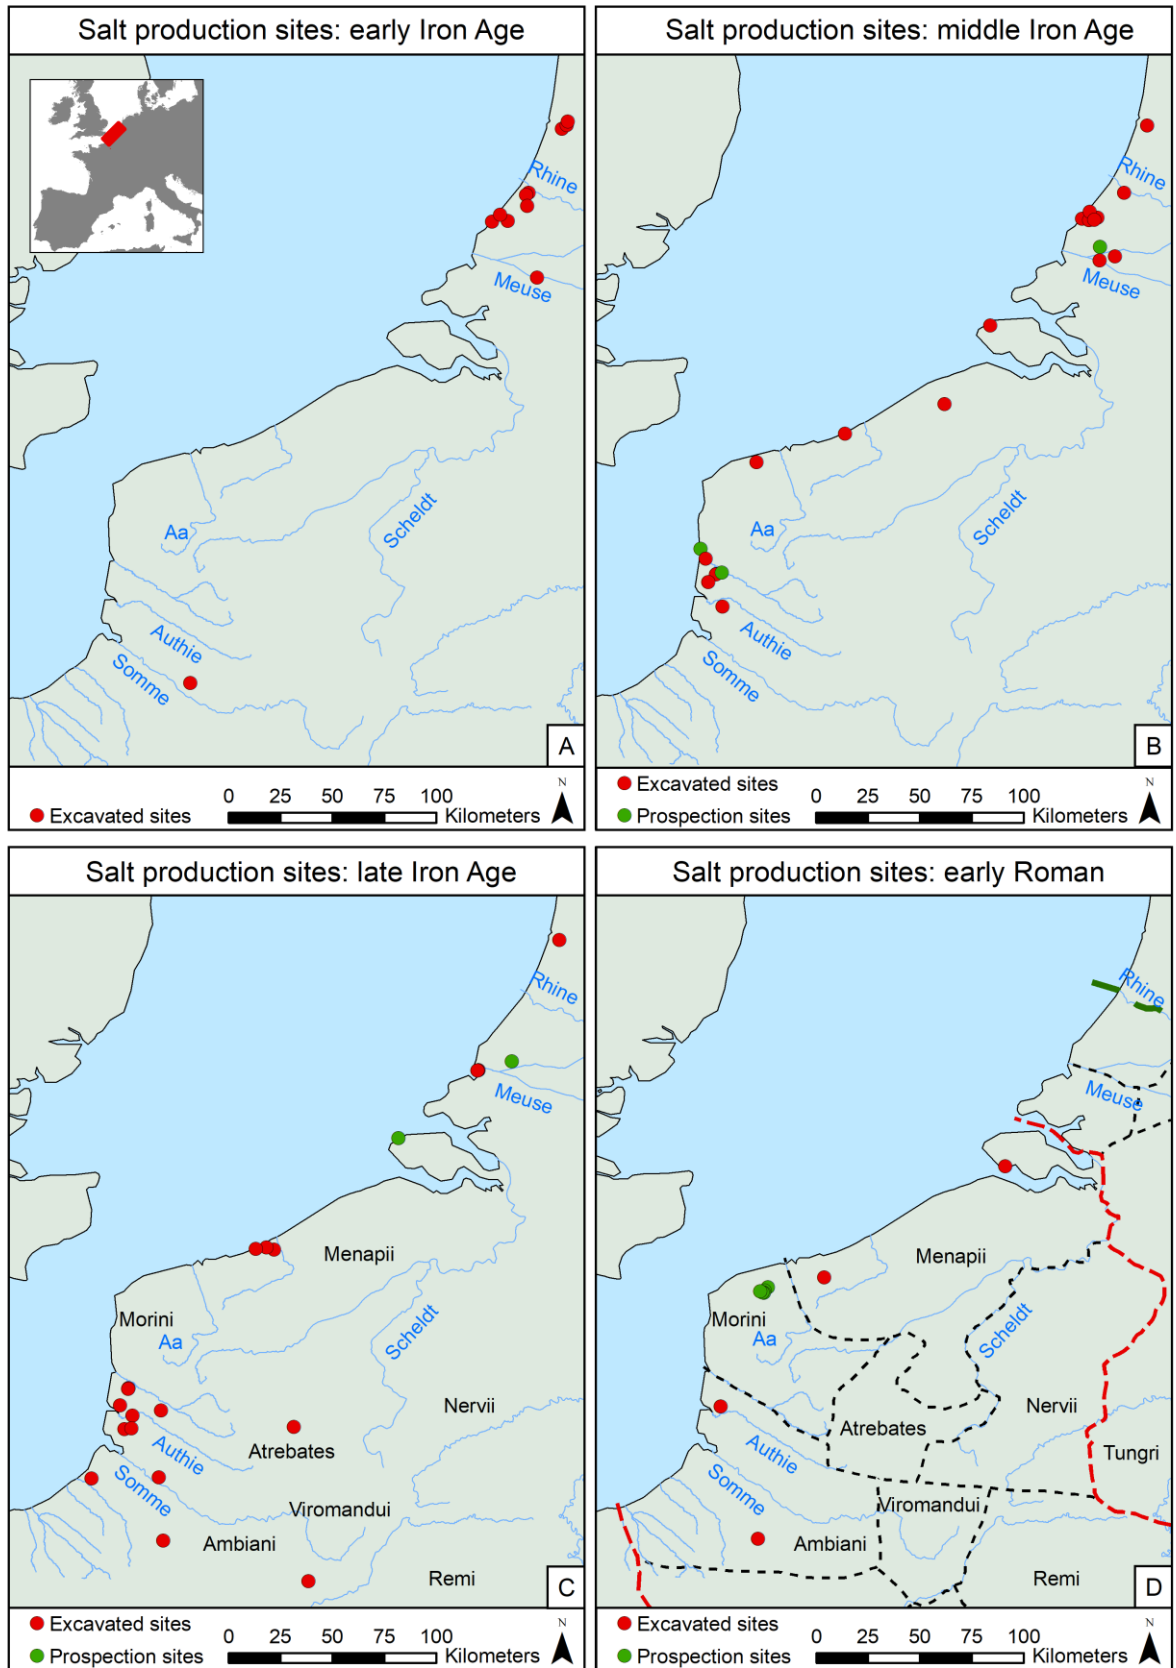 Salt production sites: early Iron Age
Rhine
Meuse
Aa
Scheldt
Authie
Somme
A
Excavated sites
0 25 50 75 100
Kilometers
N
Salt production sites: middle Iron Age
Rhine
Meuse
Aa
Scheldt
Authie
Somme
B
Excavated sites
Prospection sites
0 25 50 75 100
Kilometers
N
Salt production sites: late Iron Age
Rhine
Meuse
Menapii
Morini
Aa
Scheldt
Nervii
Atrebates
Authie
Somme
Viromandui
Ambiani
Remi
C
Excavated sites
Prospection sites
0 25 50 75 100
Kilometers
N
Salt production sites: early Roman
Rhine
Meuse
Menapii
Morini
Aa
Scheldt
Nervii
Atrebates
Authie
Tungri
Somme
Viromandui
Ambiani
Remi
D
Excavated sites
Prospection sites
0 25 50 75 100
Kilometers
N